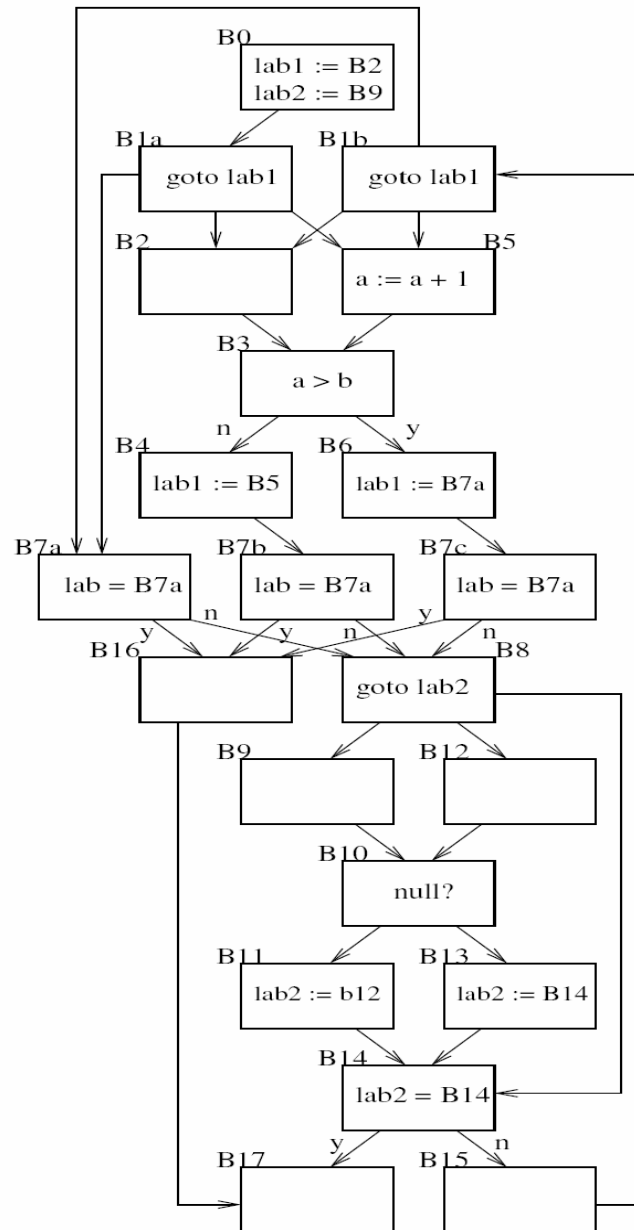 B0
lab1 := B2
lab2 := B9
B1a
B1b
goto lab1
goto lab1
B2
B5
a := a + 1
B3
a > b
n
y
B4
B6
lab1 := B5
lab1 := B7a
B7a
B7b
B7c
lab = B7a
lab = B7a
lab = B7a
y
n
y
n
y
n
B16
B8
goto lab2
B9
B12
B10
null?
B11
B13
lab2 := b12
lab2 := B14
B14
lab2 = B14
y
n
B17
B15